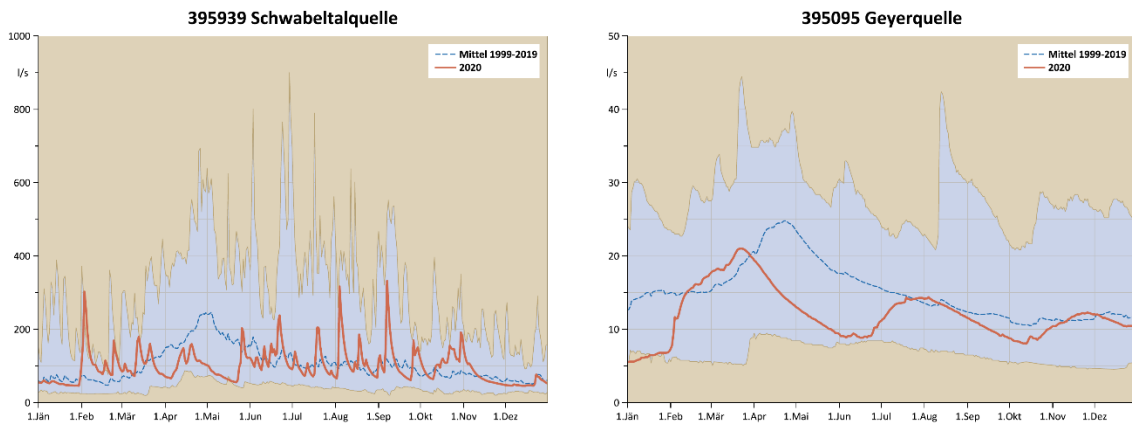 395939 Schwabeltalquelle
1000
l/s
800
600
400
200
0
Mittel 1999-2019
2020
1.Jän 1.Feb 1.Mär 1.Apr 1.Mai 1.Jun 1.Jul 1.Aug 1.Sep 1.Okt 1.Nov 1.Dez
395095 Geyerquelle
50
l/s
40
30
20
10
0
Mittel 1999-2019
2020
1.Jän 1.Feb 1.Mär 1.Apr 1.Mai 1.Jun 1.Jul 1.Aug 1.Sep 1.Okt 1.Nov 1.Dez